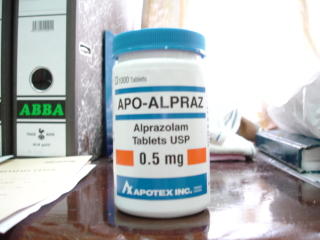 1000 Tablets
APO-ALPRAZ
Alprazolam
Tablets USP
0.5 mg
APOTEX INC.
ABBA